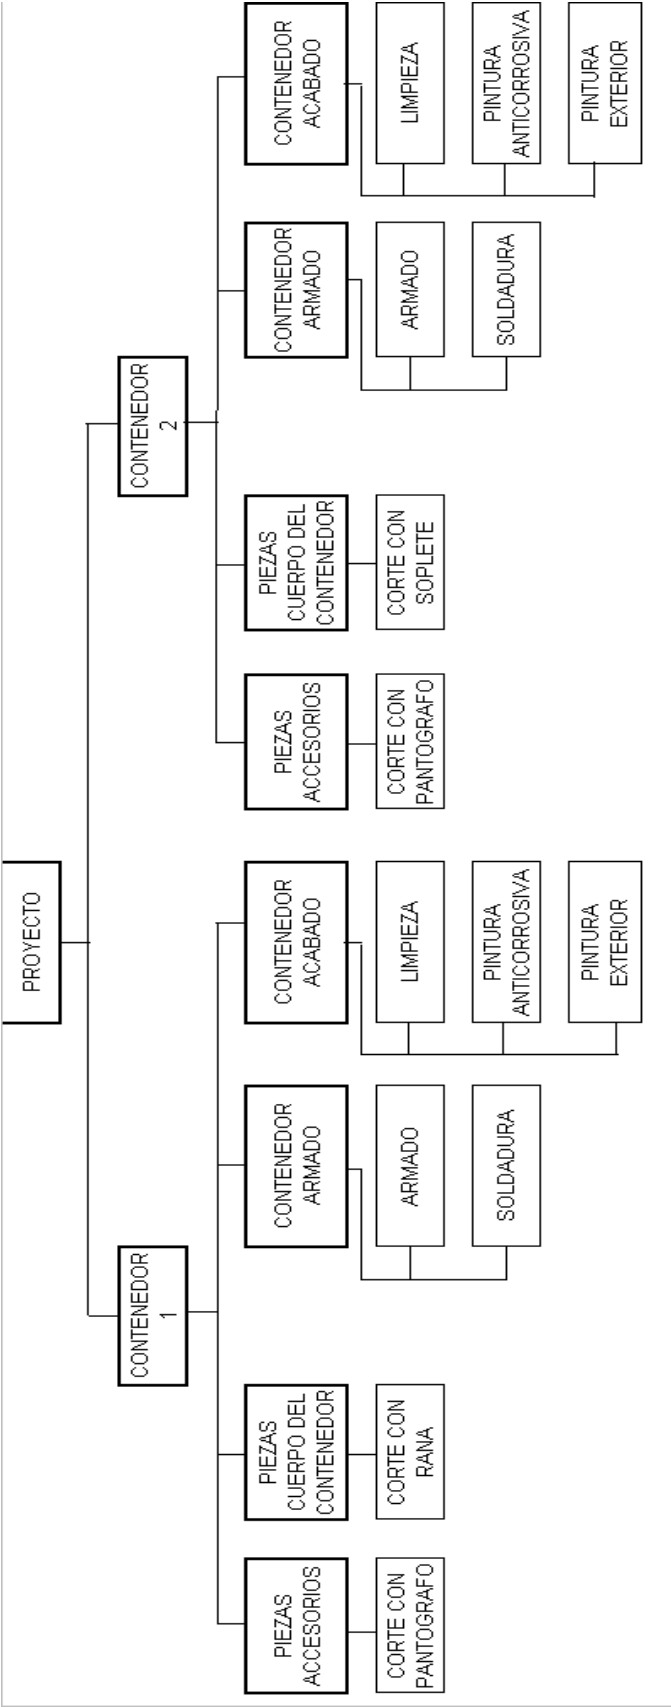 PROYECTO
CONTENEDOR
1
CONTENEDOR
2
PIEZAS
ACCESORIOS
PIEZAS
CUERPO DEL
CONTENEDOR
CONTENEDOR
ARMADO
CONTENEDOR
ACABADO
PIEZAS
ACCESORIOS
PIEZAS
CUERPO DEL
CONTENEDOR
CONTENEDOR
ARMADO
CONTENEDOR
ACABADO
CORTE CON
PANTOGRAFO
CORTE CON
RANA
ARMADO
LIMPIEZA
CORTE CON
PANTOGRAFO
CORTE CON
SOPLETE
ARMADO
LIMPIEZA
SOLDADURA
PINTURA
ANTICORROSIVA
SOLDADURA
PINTURA
ANTICORROSIVA
PINTURA
EXTERIOR
PINTURA
EXTERIOR